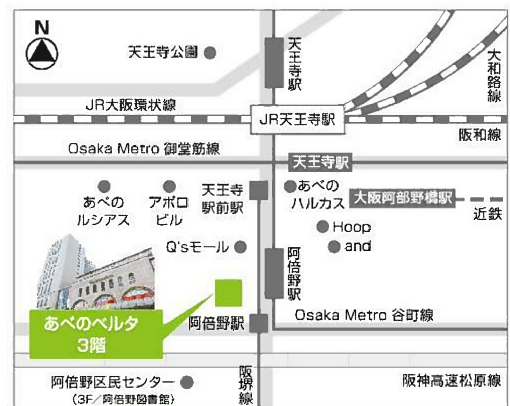 N
天王寺公園
天王寺駅
大和路線
JR大阪環状線
JR天王寺駅
阪和線
Osaka Metro 御堂筋線
天王寺駅
あべの
ルシアス
アポロ
ビル
天王寺
駅前駅
あべの
ハルカス
大阪阿部野橋駅
近鉄
Hoop
and
Q'sモール
阿倍野駅
あべのベルタ
3階
阿倍野駅
Osaka Metro 谷町線
阪堺線
阿倍野区民センター
（3F／阿倍野図書館）
阪神高速松原線